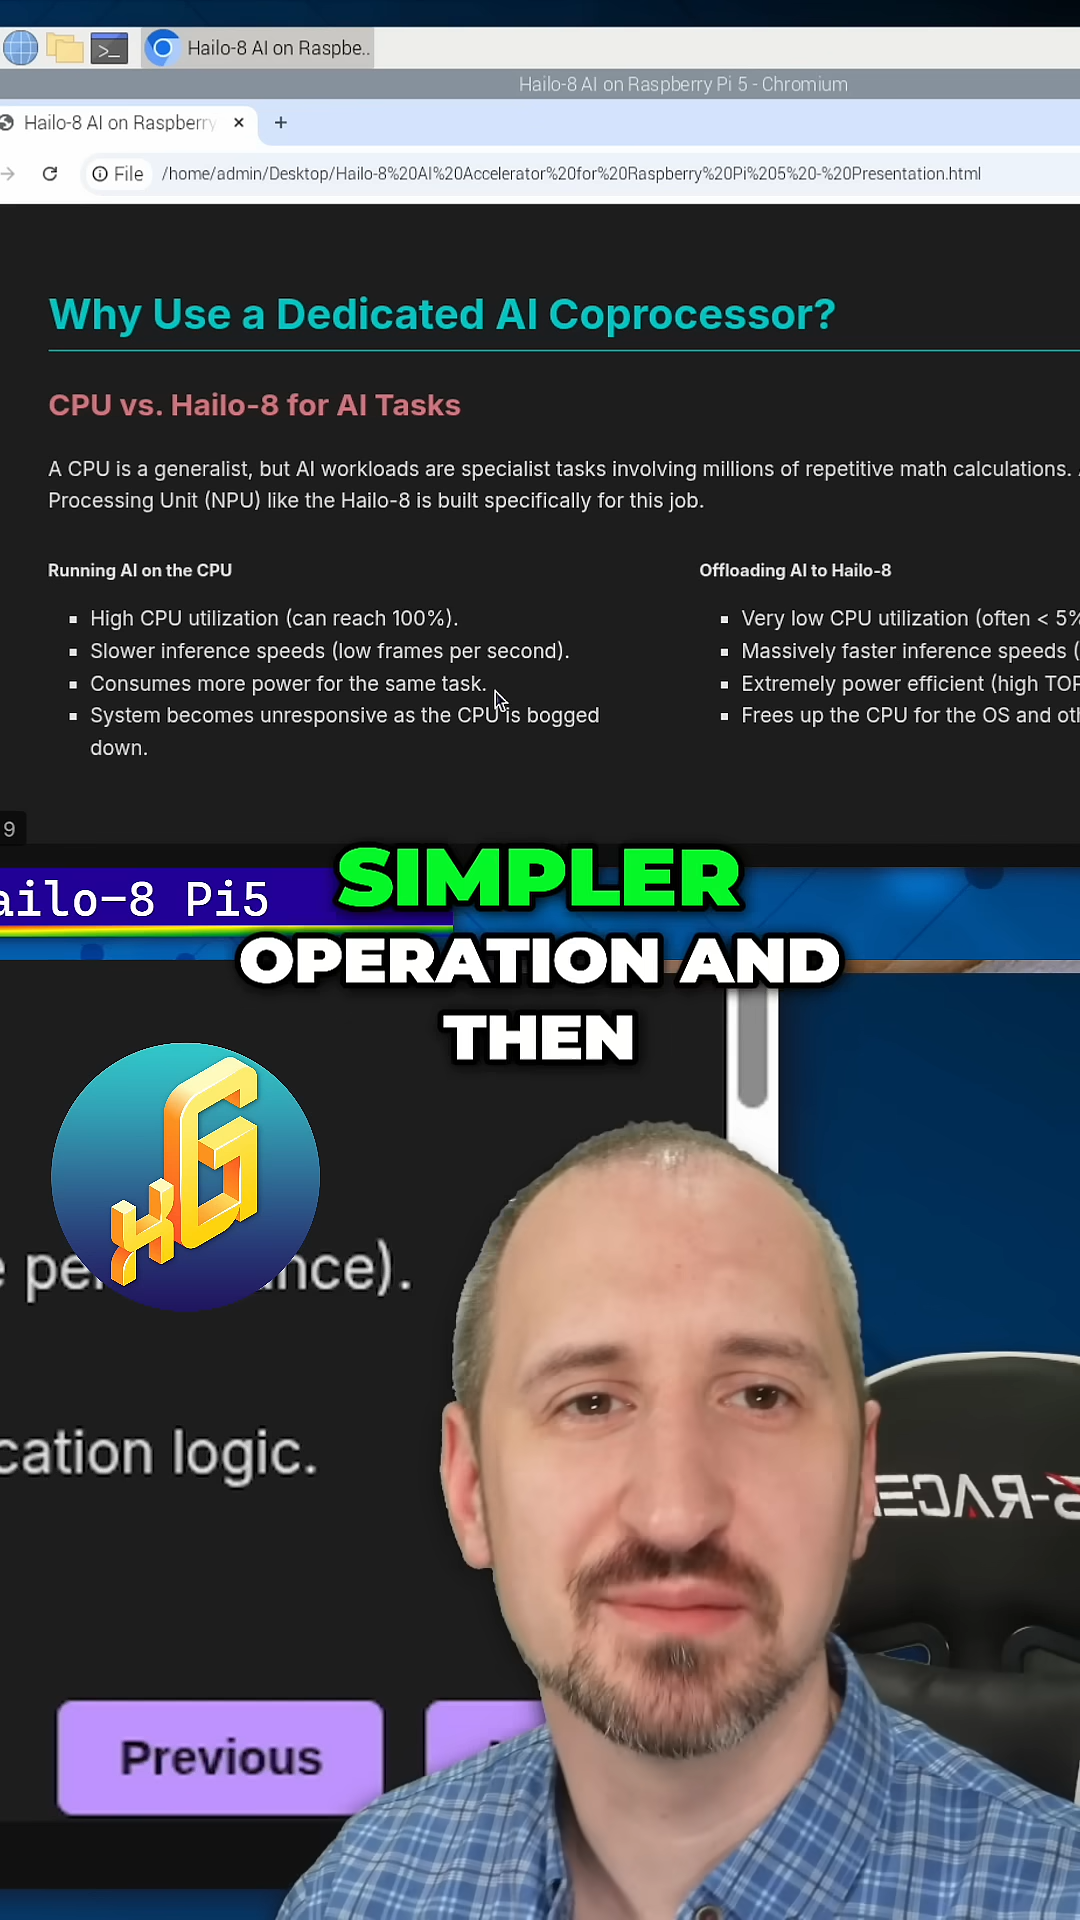 Hailo-8 AI on Raspbe..
Hailo-8 AI on Raspberry Pi 5 - Chromium
Hailo-8 AI on Raspberry
File /home/admin/Desktop/Hailo-8%20AI%20Accelerator%20for%20Raspberry%20Pi%205%20-%20Presentation.html
Why Use a Dedicated AI Coprocessor?
CPU vs. Hailo-8 for AI Tasks
A CPU is a generalist, but AI workloads are specialist tasks involving millions of repetitive math calculations.
Processing Unit (NPU) like the Hailo-8 is built specifically for this job.
Running AI on the CPU
High CPU utilization (can reach 100%).
Slower inference speeds (low frames per second).
Consumes more power for the same task.
System becomes unresponsive as the CPU is bogged
down.
Offloading AI to Hailo-8
Very low CPU utilization (often < 5%
Massively faster inference speeds (
Extremely power efficient (high TOP
Frees up the CPU for the OS and oth
9
ailo-8 Pi5
SIMPLER
OPERATION AND
THEN
xG
nce).
cation logic.
S-RACE
Previous